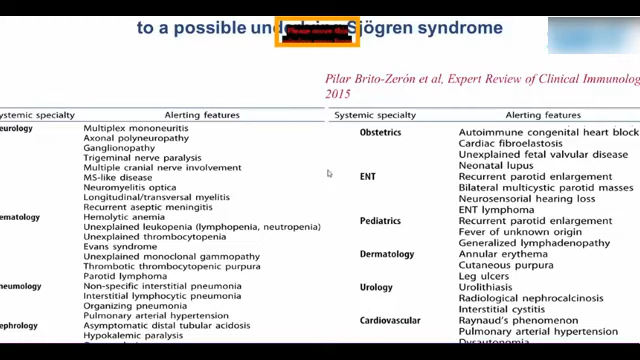 to a possible underlying Sjögren syndrome
Please move this
Pilar Brito-Zerón et al, Expert Review of Clinical Immunolog
2015
ystemic specialty Alerting features
eurology Multiplex mononeuritis
Axonal polyneuropathy
Ganglionopathy
Trigeminal nerve paralysis
Multiple cranial nerve involvement
MS-like disease
Neuromyelitis optica
Longitudinal/transversal myelitis
Recurrent aseptic meningitis
ematology Hemolytic anemia
Unexplained leukopenia (lymphopenia, neutropenia)
Unexplained thrombocytopenia
Evans syndrome
Unexplained monoclonal gammopathy
Thrombotic thrombocytopenic purpura
Parotid lymphoma
neumology Non-specific interstitial pneumonia
Interstitial lymphocytic pneumonia
Organizing pneumonia
Pulmonary arterial hypertension
ephrology Asymptomatic distal tubular acidosis
Hypokalemic paralysis
Systemic specialty Alerting features
Obstetrics Autoimmune congenital heart block
Cardiac fibroelastosis
Unexplained fetal valvular disease
Neonatal lupus
ENT Recurrent parotid enlargement
Bilateral multicystic parotid masses
Neurosensorial hearing loss
ENT lymphoma
Pediatrics Recurrent parotid enlargement
Fever of unknown origin
Generalized lymphadenopathy
Dermatology Annular erythema
Cutaneous purpura
Leg ulcers
Urology Urolithiasis
Radiological nephrocalcinosis
Interstitial cystitis
Cardiovascular Raynaud's phenomenon
Pulmonary arterial hypertension
Dysautonomia